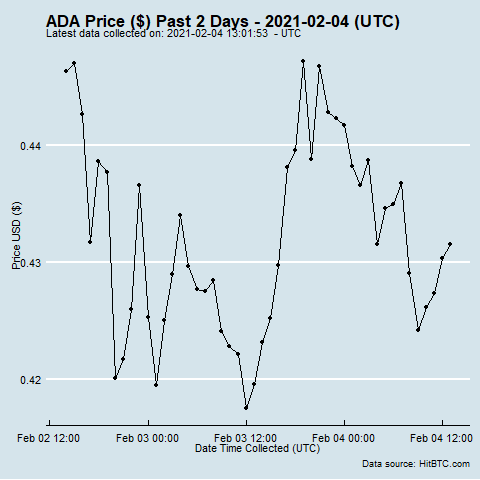 ADA Price ($) Past 2 Days - 2021-02-04 (UTC)
Latest data collected on: 2021-02-04 13:01:53 - UTC
0.44
0.43
0.42
Price USD ($)
Feb 02 12:00 Feb 03 00:00 Feb 03 12:00 Feb 04 00:00 Feb 04 12:00
Date Time Collected (UTC)
Data source: HitBTC.com